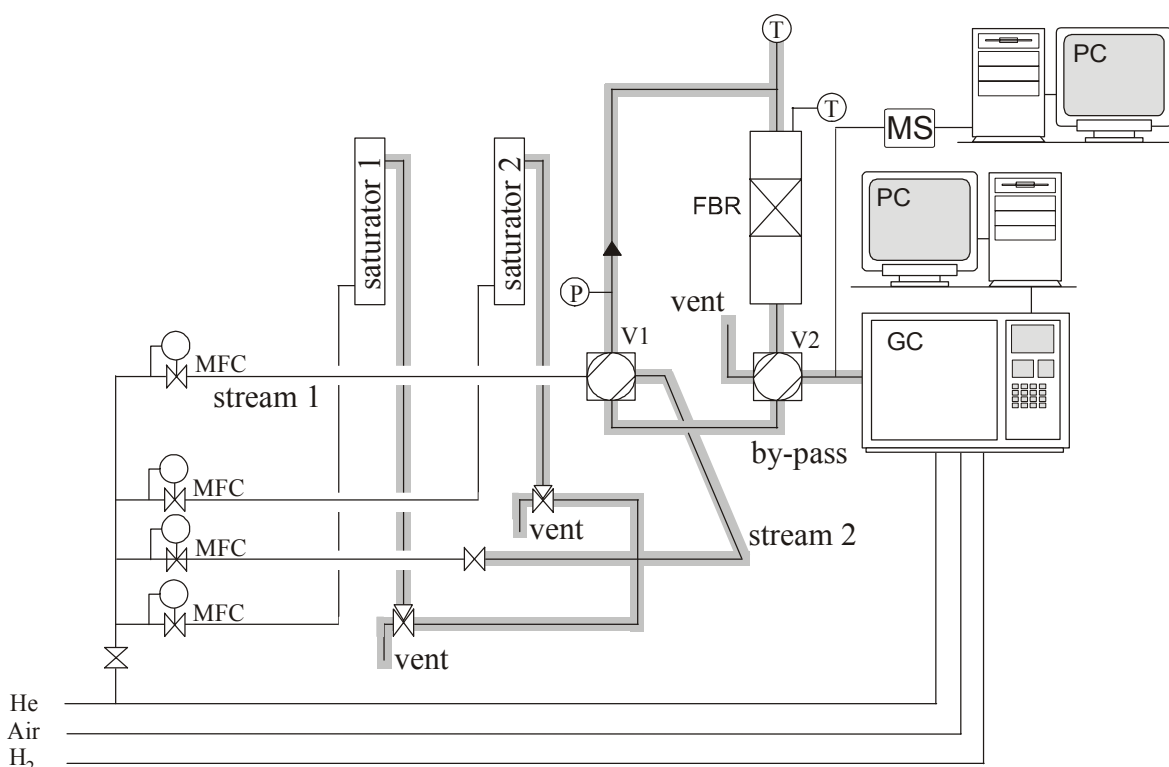 T
PC
T
MS
saturator 1
saturator 2
FBR
PC
P
vent
V1
V2
GC
MFC
stream 1
by-pass
MFC
vent
stream 2
MFC
MFC
vent
He
Air
H2